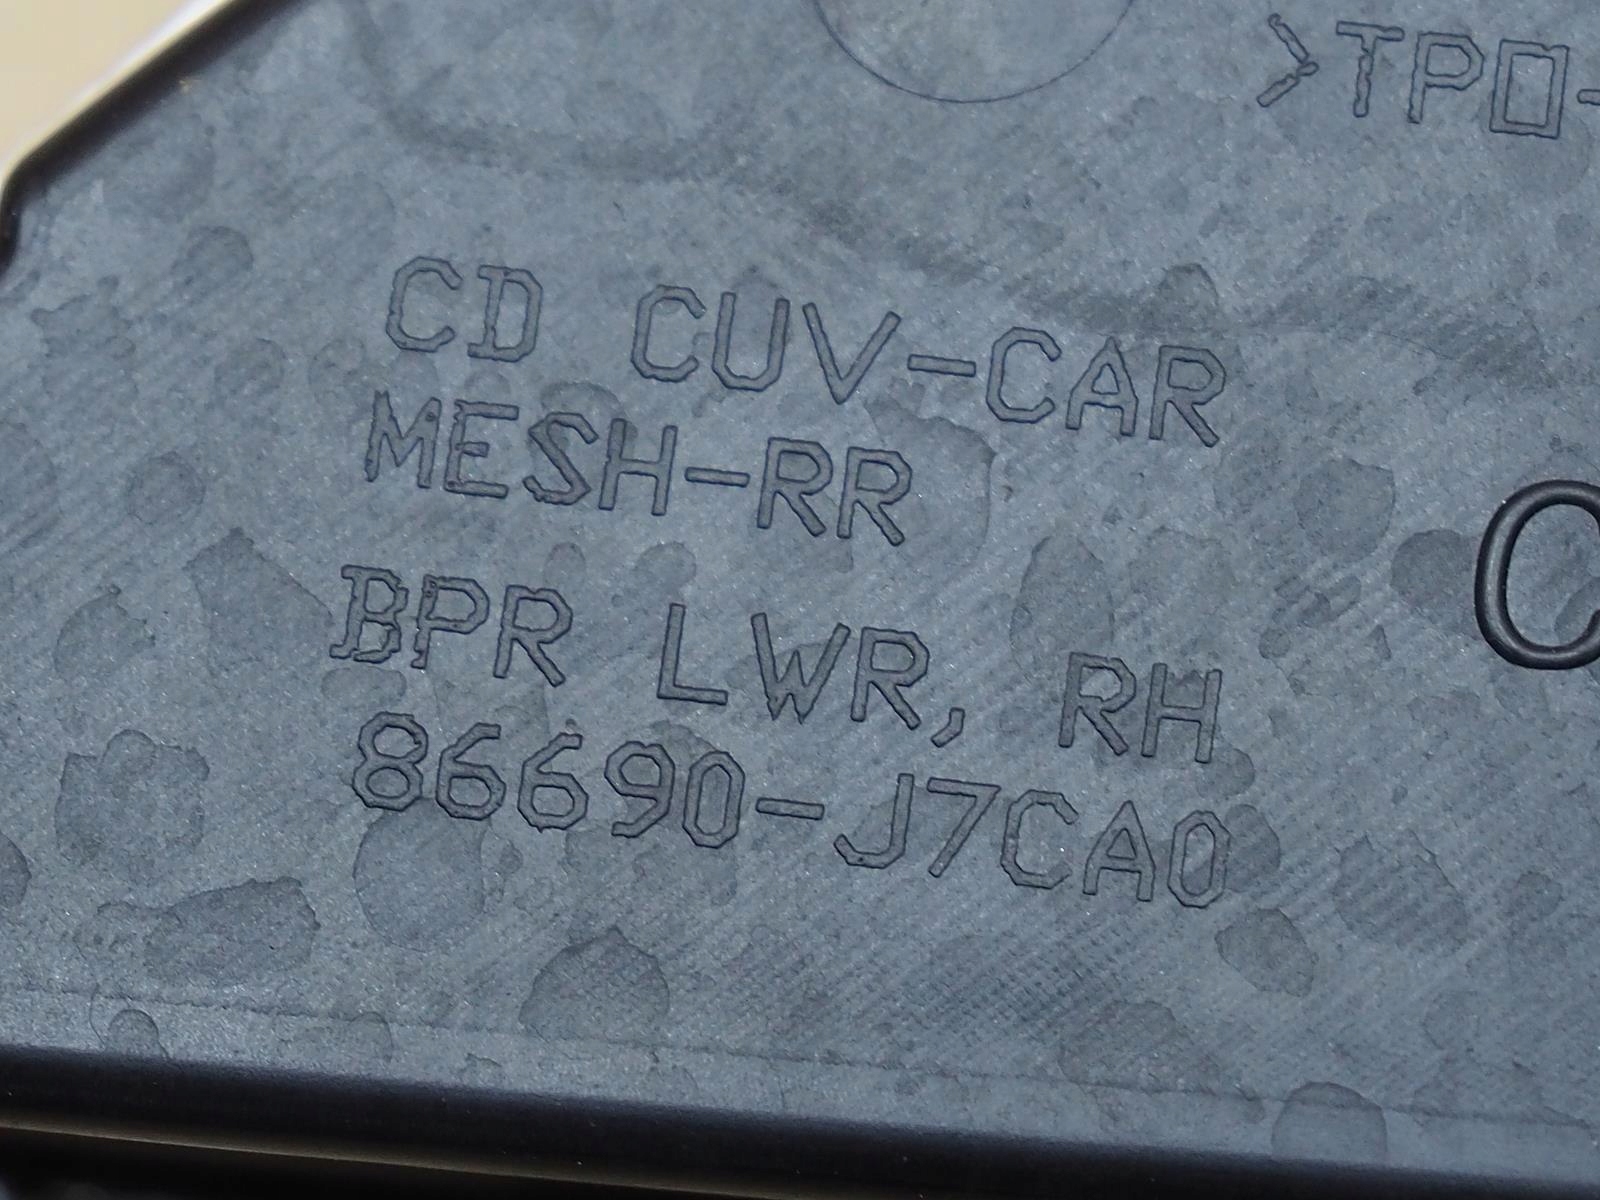 >TPO-
CD CUV-CAR
MESH-RR
C
BPR LWR, RH
86690-J7CA0